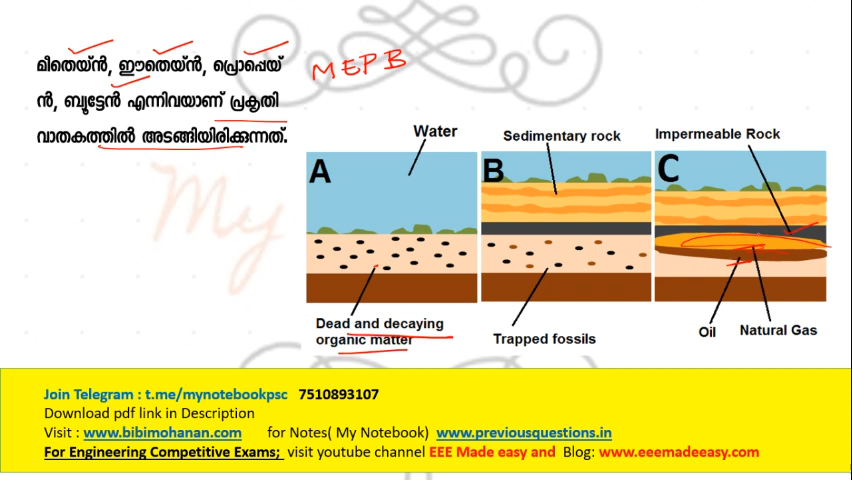 മീതെയ്ൻ, ഈതെയ്ൻ, പ്രൊപ്പെയ്
ൻ, ബ്യൂട്ടേൻ എന്നിവയാണ് പ്രകൃതി
വാതകത്തിൽ അടങ്ങിയിരിക്കുന്നത്.
MEPB
Water
Sedimentary rock
Impermeable Rock
A
B
C
Dead and decaying
organic matter
Trapped fossils
Oil
Natural Gas
My
Join Telegram : t.me/mynotebookpsc 7510893107
Download pdf link in Description
Visit : www.bibimohanan.com for Notes( My Notebook) www.previousquestions.in
For Engineering Competitive Exams; visit youtube channel EEE Made easy and Blog: www.eeemadeeasy.com